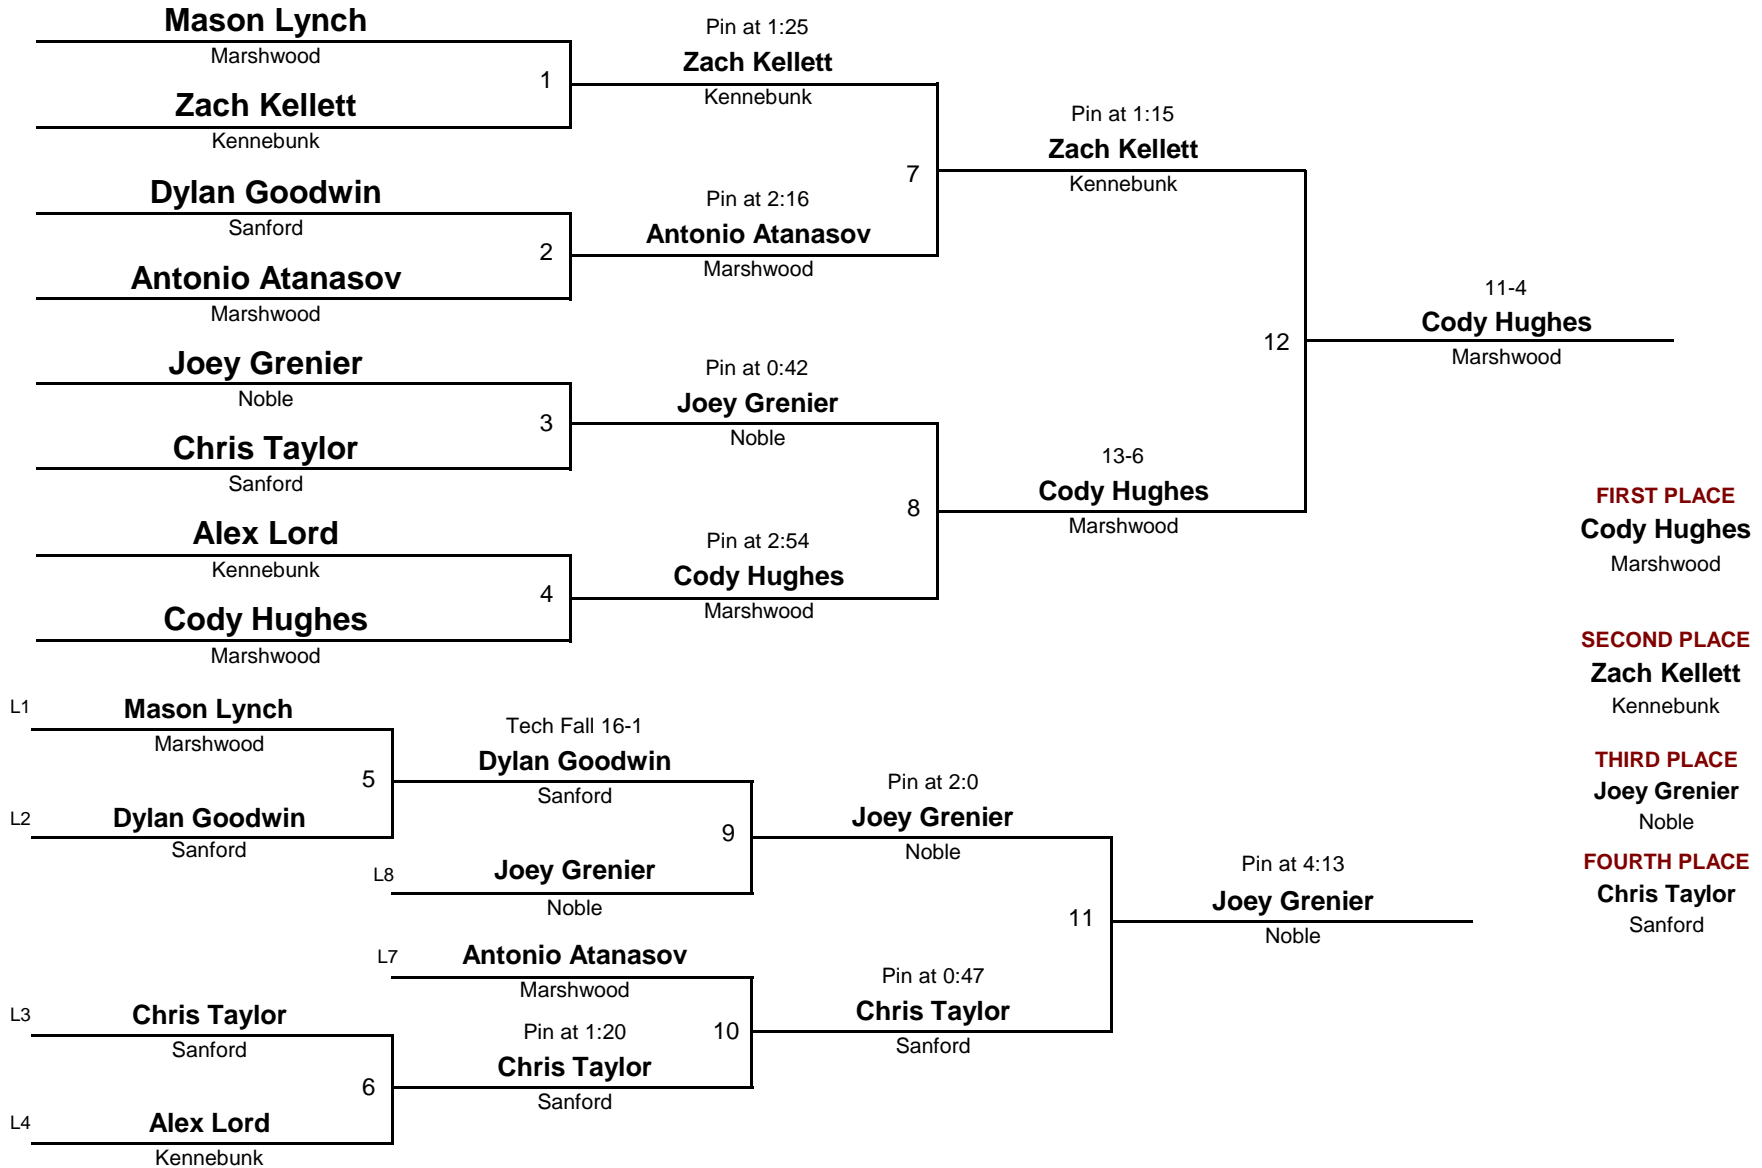 Mason Lynch
Marshwood
1
Zach Kellett
Kennebunk
Dylan Goodwin
Sanford
2
Antonio Atanasov
Marshwood
Joey Grenier
Noble
3
Chris Taylor
Sanford
Alex Lord
Kennebunk
4
Cody Hughes
Marshwood
Pin at 1:25
Zach Kellett
Kennebunk
7
Pin at 2:16
Antonio Atanasov
Marshwood
Pin at 0:42
Joey Grenier
Noble
8
Pin at 2:54
Cody Hughes
Marshwood
Pin at 1:15
Zach Kellett
Kennebunk
12
13-6
Cody Hughes
Marshwood
11-4
Cody Hughes
Marshwood
FIRST PLACE
Cody Hughes
Marshwood
SECOND PLACE
Zach Kellett
Kennebunk
THIRD PLACE
Joey Grenier
Noble
FOURTH PLACE
Chris Taylor
Sanford
L1
Mason Lynch
Marshwood
5
L2
Dylan Goodwin
Sanford
Tech Fall 16-1
Dylan Goodwin
Sanford
9
L8
Joey Grenier
Noble
L7
Antonio Atanasov
Marshwood
10
L3
Chris Taylor
Sanford
6
L4
Alex Lord
Kennebunk
Pin at 1:20
Chris Taylor
Sanford
Pin at 2:0
Joey Grenier
Noble
11
Pin at 0:47
Chris Taylor
Sanford
Pin at 4:13
Joey Grenier
Noble